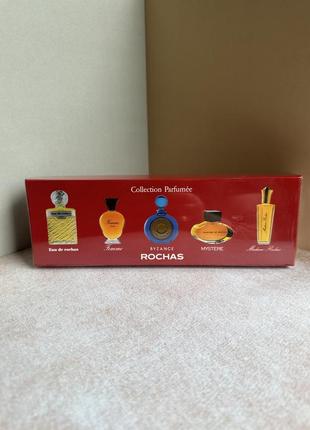 Collection Parfumée
Eau de rochas
Femme
BYZANCE
MYSTERE
Madame Rochas
ROCHAS